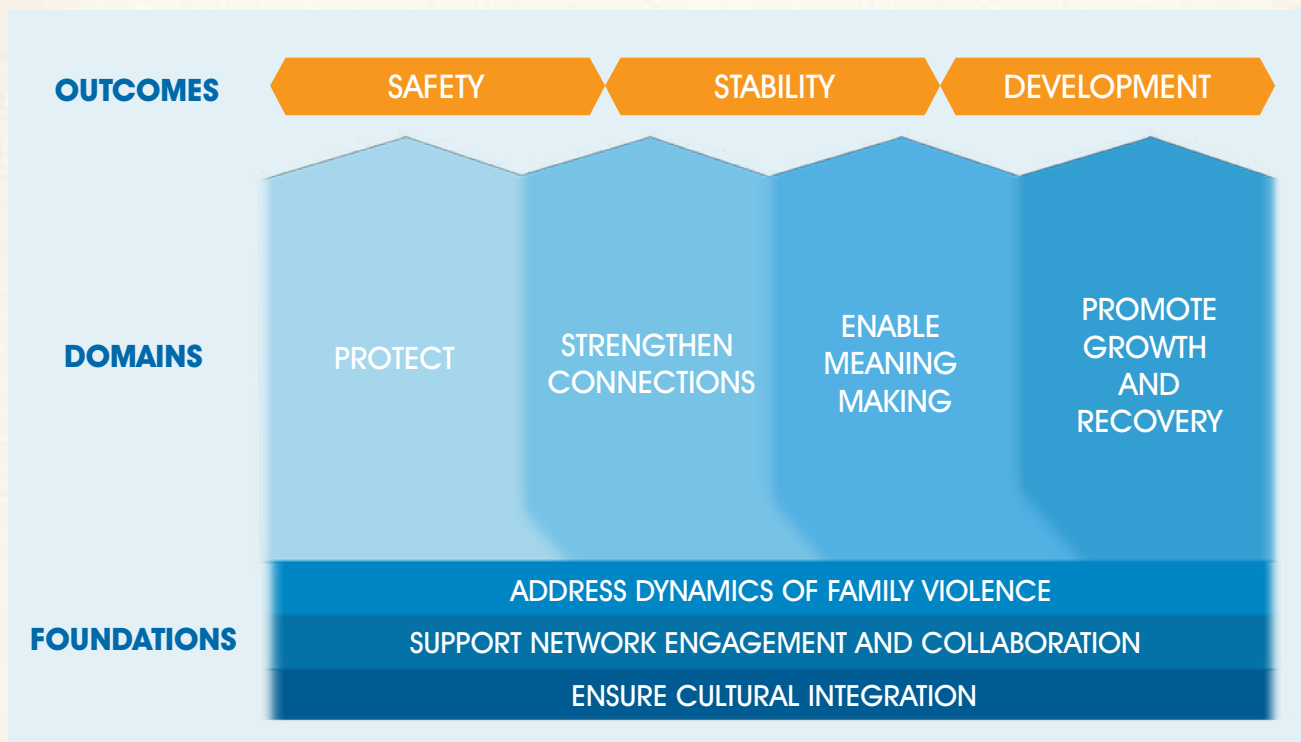 OUTCOMES
SAFETY
STABILITY
DEVELOPMENT
DOMAINS
PROTECT
STRENGTHEN
CONNECTIONS
ENABLE
MEANING
MAKING
PROMOTE
GROWTH
AND
RECOVERY
FOUNDATIONS
ADDRESS DYNAMICS OF FAMILY VIOLENCE
SUPPORT NETWORK ENGAGEMENT AND COLLABORATION
ENSURE CULTURAL INTEGRATION